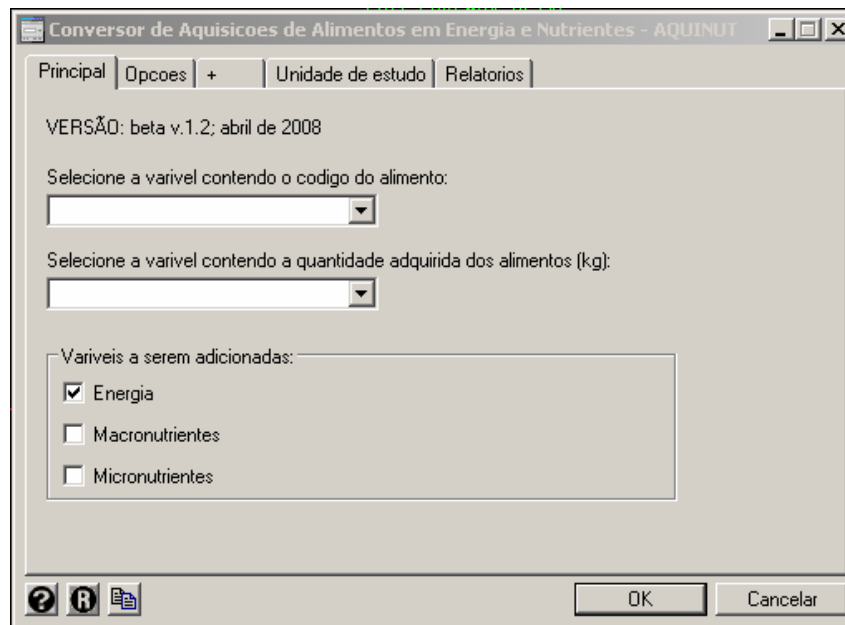 Conversor de Aquisicoes de Alimentos em Energia e Nutrientes - AQUINUT
Principal Opcoes + Unidade de estudo Relatorios
VERSÃO: beta v.1.2; abril de 2008
Selecione a varivel contendo o codigo do alimento:
Selecione a varivel contendo a quantidade adquirida dos alimentos (kg):
Variveis a serem adicionadas:
Energia
Macronutrientes
Micronutrientes
OK Cancelar